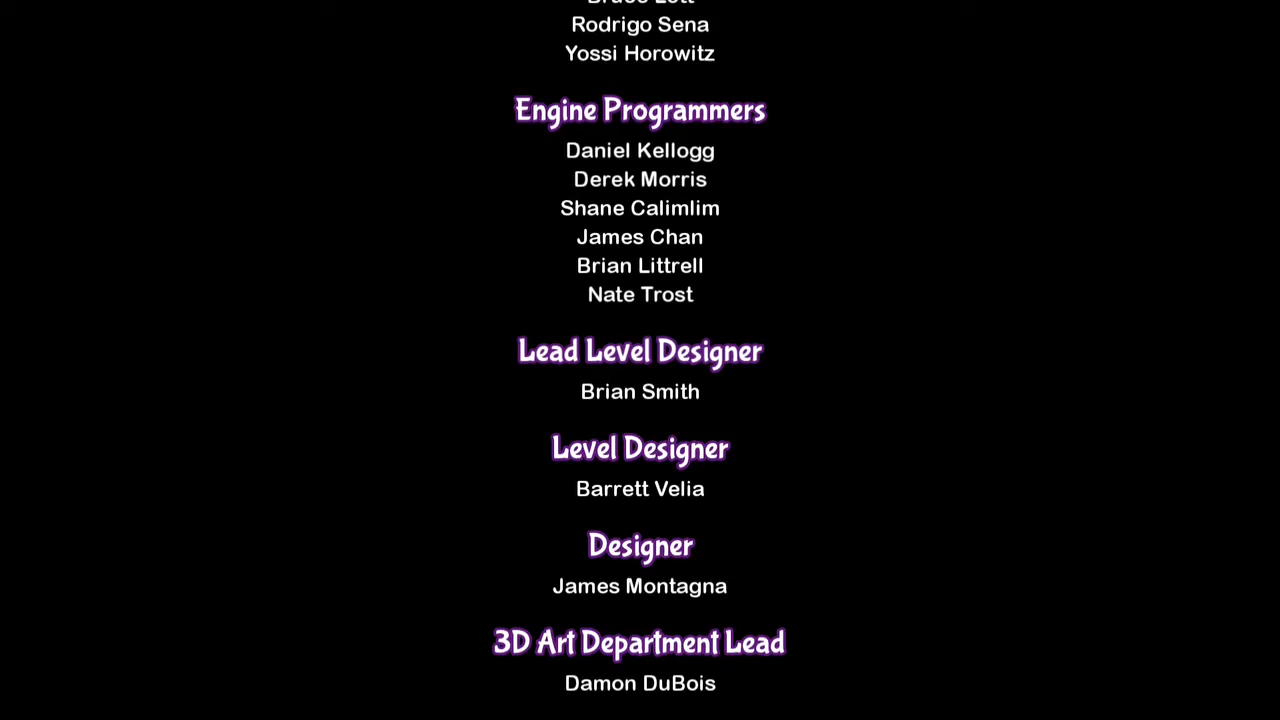 Rodrigo Sena
Yossi Horowitz
Engine Programmers
Daniel Kellogg
Derek Morris
Shane Calimlim
James Chan
Brian Littrell
Nate Trost
Lead Level Designer
Brian Smith
Level Designer
Barrett Velia
Designer
James Montagna
3D Art Department Lead
Damon DuBois